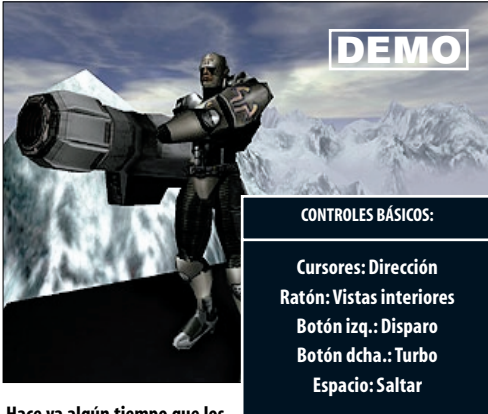 DEMO
CONTROLES BÁSICOS:
Cursores: Dirección
Ratón: Vistas interiores
Botón izq.: Disparo
Botón dcha.: Turbo
Espacio: Saltar
Hace ya algún tiempo que los